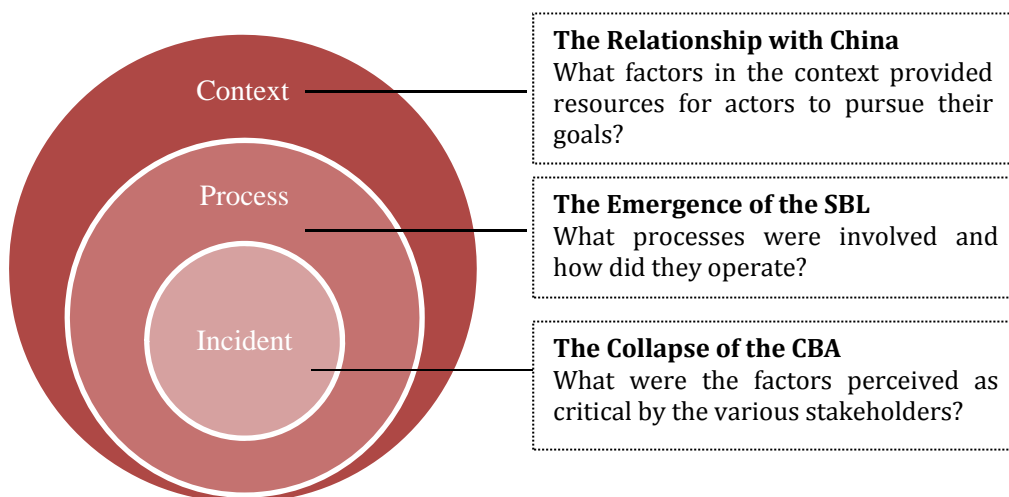 Context
The Relationship with China
What factors in the context provided
resources for actors to pursue their
goals?
Process
The Emergence of the SBL
What processes were involved and
how did they operate?
Incident
The Collapse of the CBA
What were the factors perceived as
critical by the various stakeholders?